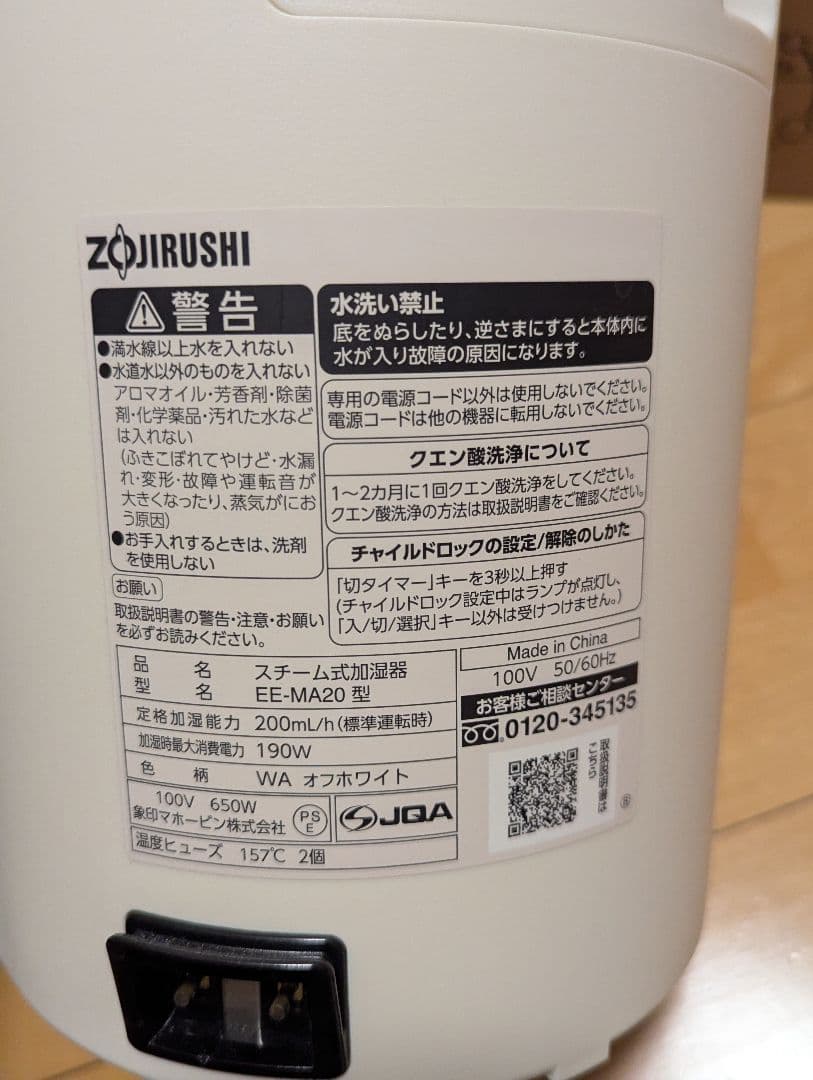 ZOJIRUSHI
警告
●満水線以上水を入れない
●水道水以外のものを入れない
アロマオイル・芳香剤・除菌
剤・化学薬品・汚れた水など
は入れない
(ふきこぼれてやけど・水漏
れ・変形・故障や運転音が
大きくなったり、蒸気がにお
う原因)
●お手入れするときは、洗剤
を使用しない
お願い
取扱説明書の警告・注意・お願い
を必ずお読みください。
水洗い禁止
底をぬらしたり、逆さまにすると本体内に
水が入り故障の原因になります。
専用の電源コード以外は使用しないでください。
電源コードは他の機器に転用しないでください。
クエン酸洗浄について
1～2カ月に1回クエン酸洗浄をしてください。
クエン酸洗浄の方法は取扱説明書をご確認ください。
チャイルドロックの設定/解除のしかた
「切タイマー」キーを3秒以上押す
(チャイルドロック設定中はランプが点灯し、
「入/切/選択」キー以外は受けつけません。)
品名 スチーム式加湿器
型名 EE-MA20 型
定格加湿能力 200mL/h(標準運転時)
加湿時最大消費電力 190W
色柄 WA オフホワイト
100V 650W
象印マホービン株式会社
PS
E
JQA
温度ヒューズ 157℃ 2個
Made in China
100V 50/60Hz
お客様ご相談センター
0120-345135
取扱説明書は
こちら